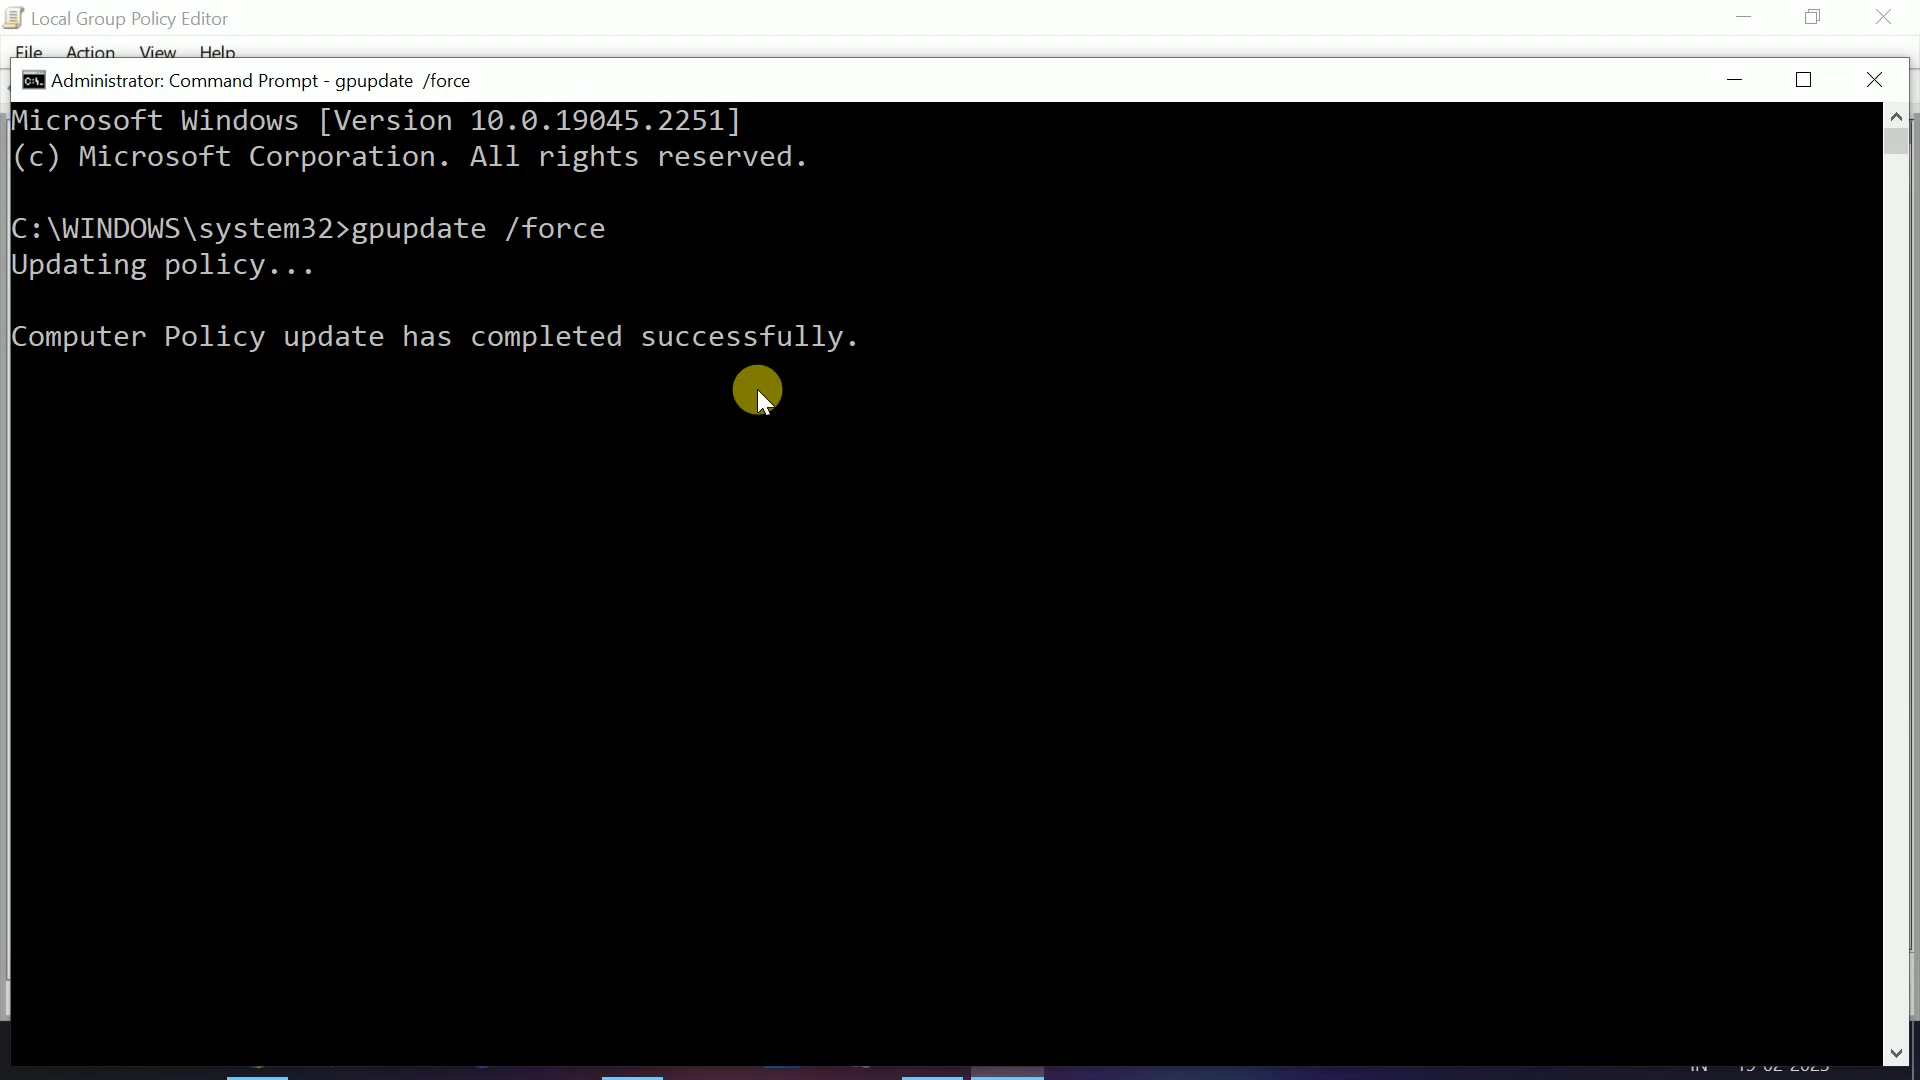 Local Group Policy Editor
File Action View Help
Administrator: Command Prompt - gpupdate /force
Microsoft Windows [Version 10.0.19045.2251]
(c) Microsoft Corporation. All rights reserved.
C:\WINDOWS\system32>gpupdate /force
Updating policy...
Computer Policy update has completed successfully.